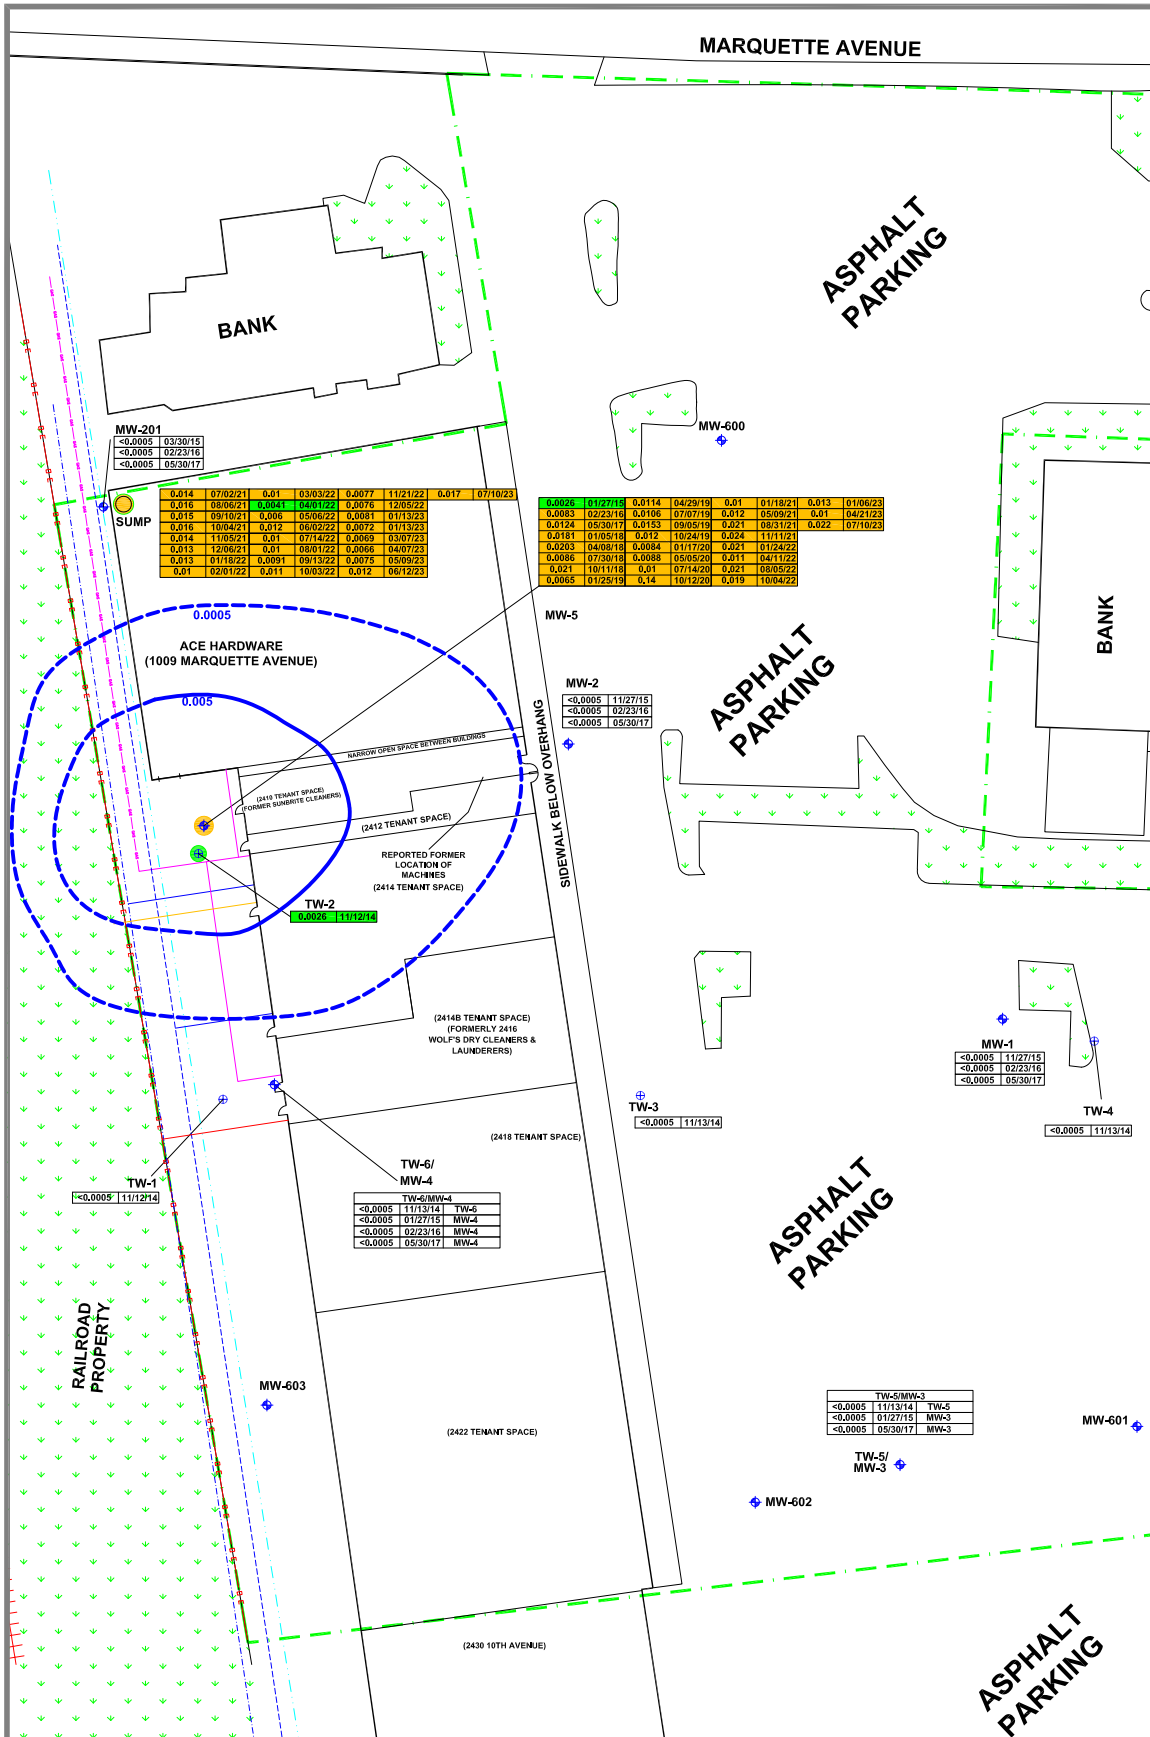 MARQUETTE AVENUE
ASPHALT
PARKING
BANK
MW-201
<0.0005 03/30/15
<0.0005 02/23/16
<0.0005 05/30/17
MW-600
SUMP
0.014 07/02/21 0.01 03/03/22 0.0077 11/21/22 0.017 07/10/23
0.016 08/06/21 0.0041 04/01/22 0.0076 12/05/22
0.015 09/10/21 0.006 05/06/22 0.0081 01/13/23
0.016 10/04/21 0.012 06/02/22 0.0072 01/13/23
0.014 11/05/21 0.01 07/14/22 0.0069 03/07/23
0.013 12/06/21 0.01 08/01/22 0.0066 04/07/23
0.013 01/18/22 0.0091 09/13/22 0.0075 05/09/23
0.01 02/01/22 0.011 10/03/22 0.012 06/12/23
0.0026 01/27/15 0.0114 04/29/19 0.01 01/18/21 0.013 01/06/23
0.0083 02/23/16 0.0106 07/07/19 0.012 05/09/21 0.01 04/21/23
0.0124 05/30/17 0.0153 09/05/19 0.021 08/31/21 0.022 07/10/23
0.0181 01/05/18 0.012 10/24/19 0.024 11/11/21
0.0203 04/08/18 0.0084 01/17/20 0.021 01/24/22
0.0086 07/30/18 0.0088 05/05/20 0.011 04/11/22
0.021 10/11/18 0.01 07/14/20 0.021 08/05/22
0.0065 01/25/19 0.14 10/12/20 0.019 10/04/22
MW-5
0.0005
ACE HARDWARE
(1009 MARQUETTE AVENUE)
0.005
BANK
ASPHALT
PARKING
MW-2
<0.0005 11/27/15
<0.0005 02/23/16
<0.0005 05/30/17
SIDEWALK BELOW OVERHANG
NARROW OPEN SPACE BETWEEN BUILDINGS
(2410 TENANT SPACE)
(FORMER SUNBRITE CLEANERS)
(2412 TENANT SPACE)
REPORTED FORMER
LOCATION OF
MACHINES
(2414 TENANT SPACE)
TW-2
0.0026 11/12/14
(2414B TENANT SPACE)
(FORMERLY 2416
WOLF'S DRY CLEANERS &
LAUNDERERS)
MW-1
<0.0005 11/27/15
<0.0005 02/23/16
<0.0005 05/30/17
TW-3
<0.0005 11/13/14
TW-4
<0.0005 11/13/14
(2418 TENANT SPACE)
TW-1
<0.0005 11/12/14
TW-6/
MW-4
TW-6/MW-4
<0.0005 11/13/14 TW-6
<0.0005 01/27/15 MW-4
<0.0005 02/23/16 MW-4
<0.0005 05/30/17 MW-4
ASPHALT
PARKING
RAILROAD
PROPERTY
MW-603
(2422 TENANT SPACE)
TW-5/MW-3
<0.0005 11/13/14 TW-5
<0.0005 01/27/15 MW-3
<0.0005 05/30/17 MW-3
TW-5/
MW-3
MW-601
MW-602
(2430 10TH AVENUE)
ASPHALT
PARKING